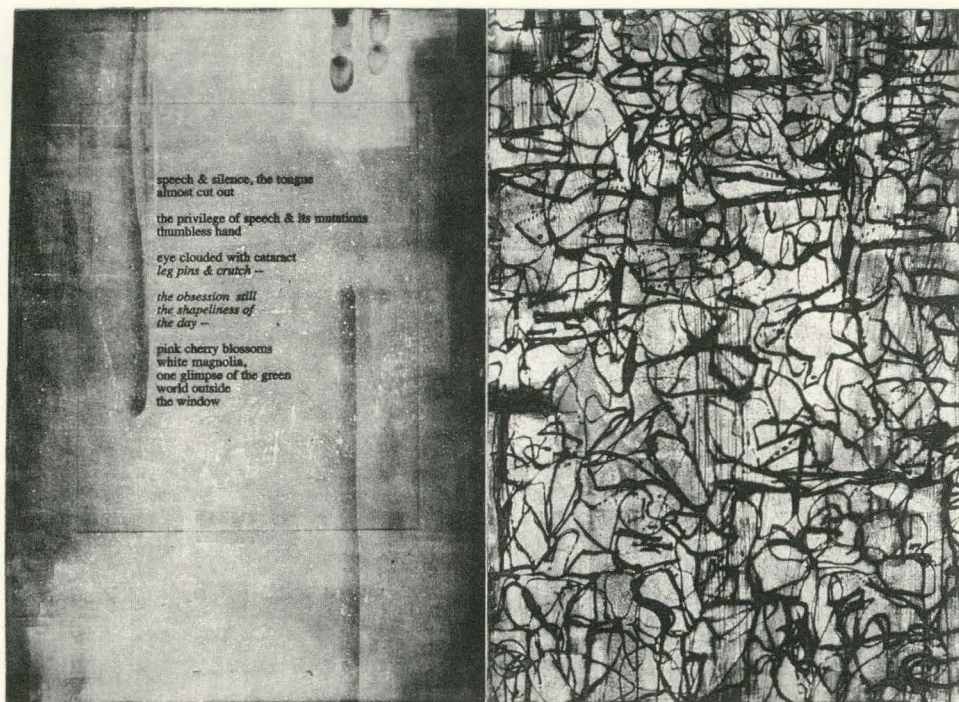 speech & silence, the tongue
almost cut out
the privilege of speech & its mutations
thumbless hand
eye clouded with cataract
leg pins & crutch —
the obsession still
the shapeliness of
the day —
pink cherry blossoms
white magnolia,
one glimpse of the green
world outside
the window